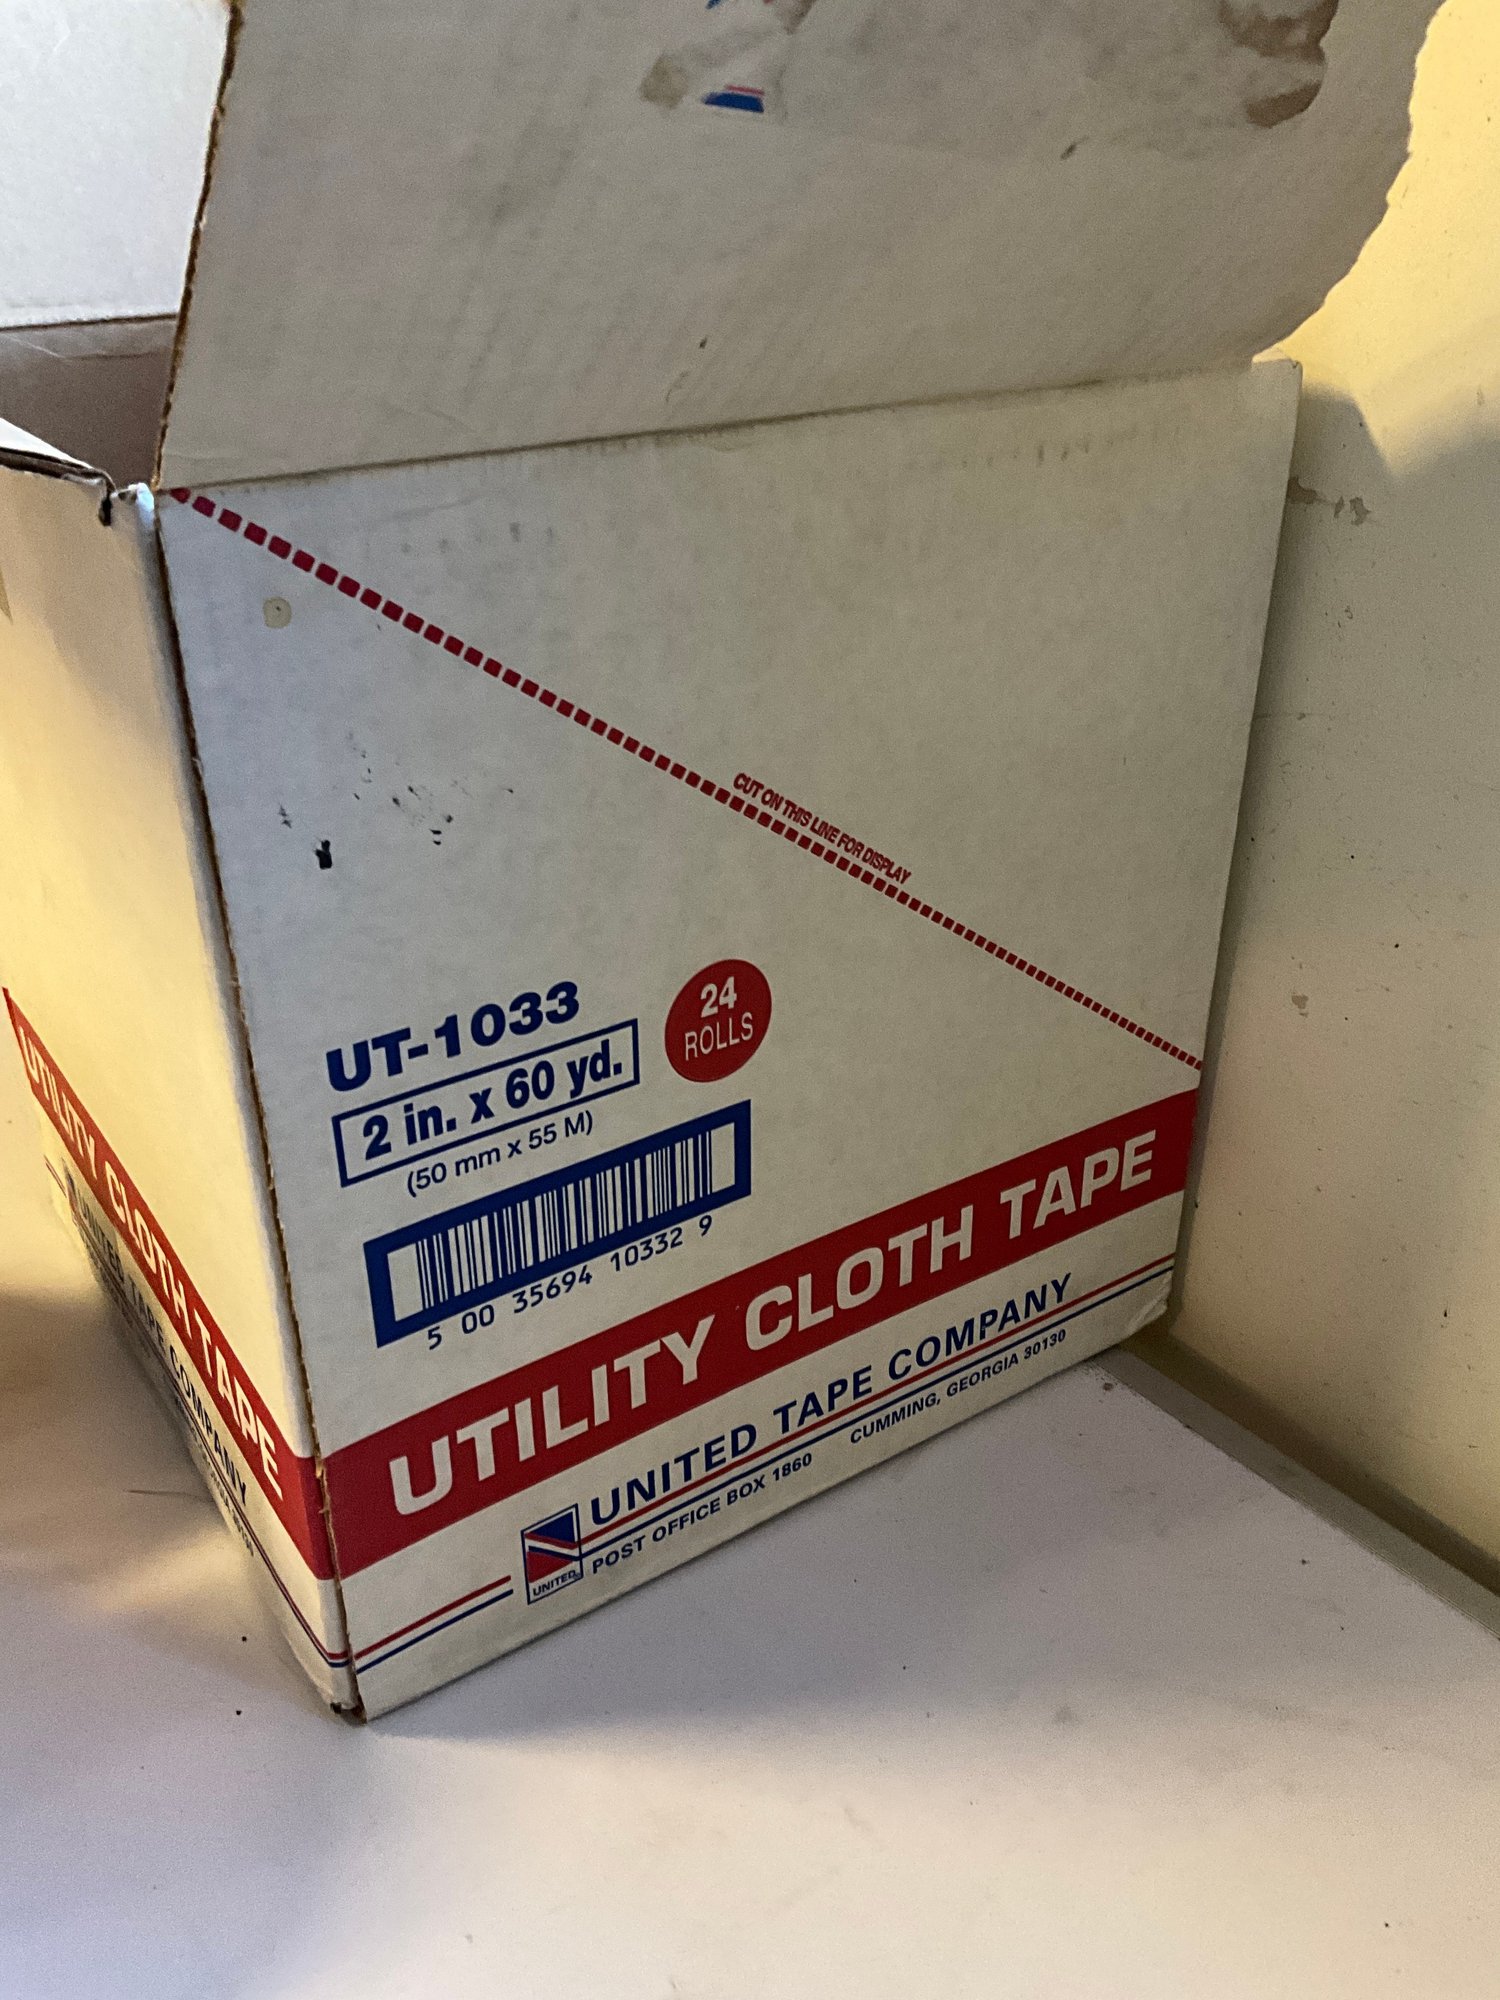 CUT ON THIS LINE FOR DISPLAY
UT-1033
24
ROLLS
2 in. x 60 yd.
(50 mm x 55 M)
5 00 35694 10332 9
UTILITY CLOTH TAPE
UNITED TAPE COMPANY
POST OFFICE BOX 1860 CUMMING, GEORGIA 30130
UNITED
UTILITY CLOTH TAPE
UNITED TAPE COMPANY